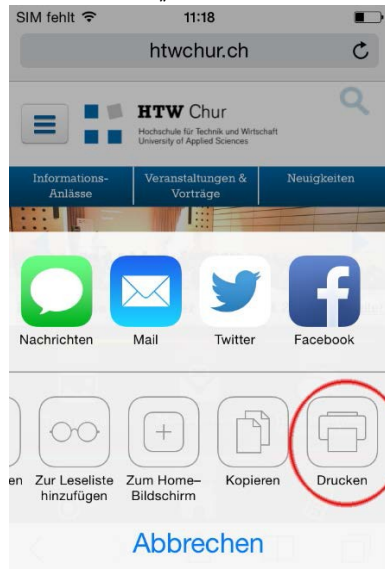 SIM fehlt 11:18
htwchur.ch
HTW Chur
Hochschule für Technik und Wirtschaft
University of Applied Sciences
Informations-
Anlässe
Veranstaltungen &
Vorträge
Neuigkeiten
Nachrichten Mail Twitter Facebook
en Zur Leseliste
hinzufügen
Zum Home–
Bildschirm
Kopieren
Drucken
Abbrechen